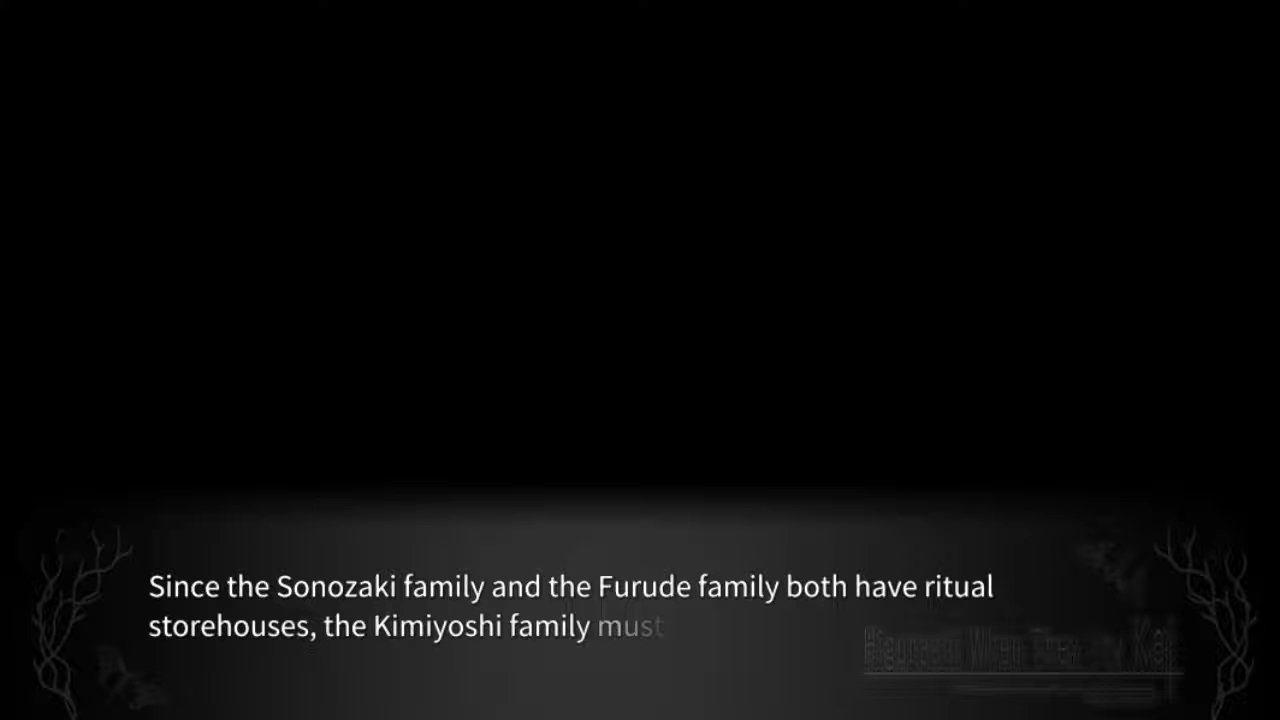 Since the Sonozaki family and the Furude family both have ritual
storehouses, the Kimiyoshi family must